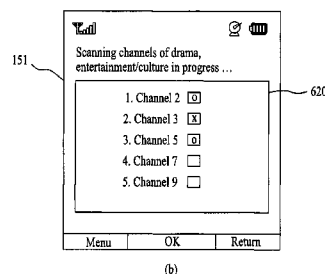 Scanning channels of drama,
entertainment/culture in progress ...
151
620
1. Channel 2 O
2. Channel 3 X
3. Channel 5 O
4. Channel 7
5. Channel 9
Menu OK Return
(b)